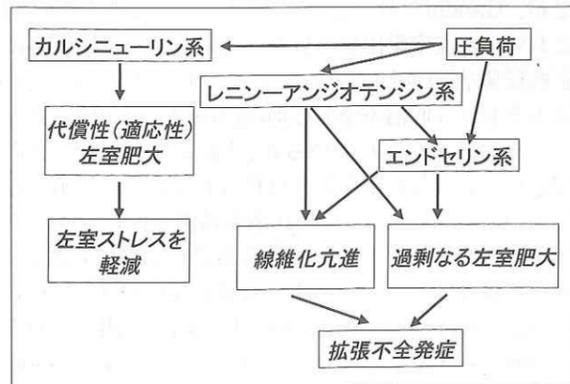 カルシニューリン系
圧負荷
レニン－アンジオテンシン系
代償性(適応性)
左室肥大
エンドセリン系
左室ストレスを
軽減
線維化亢進
過剰なる左室肥大
拡張不全発症